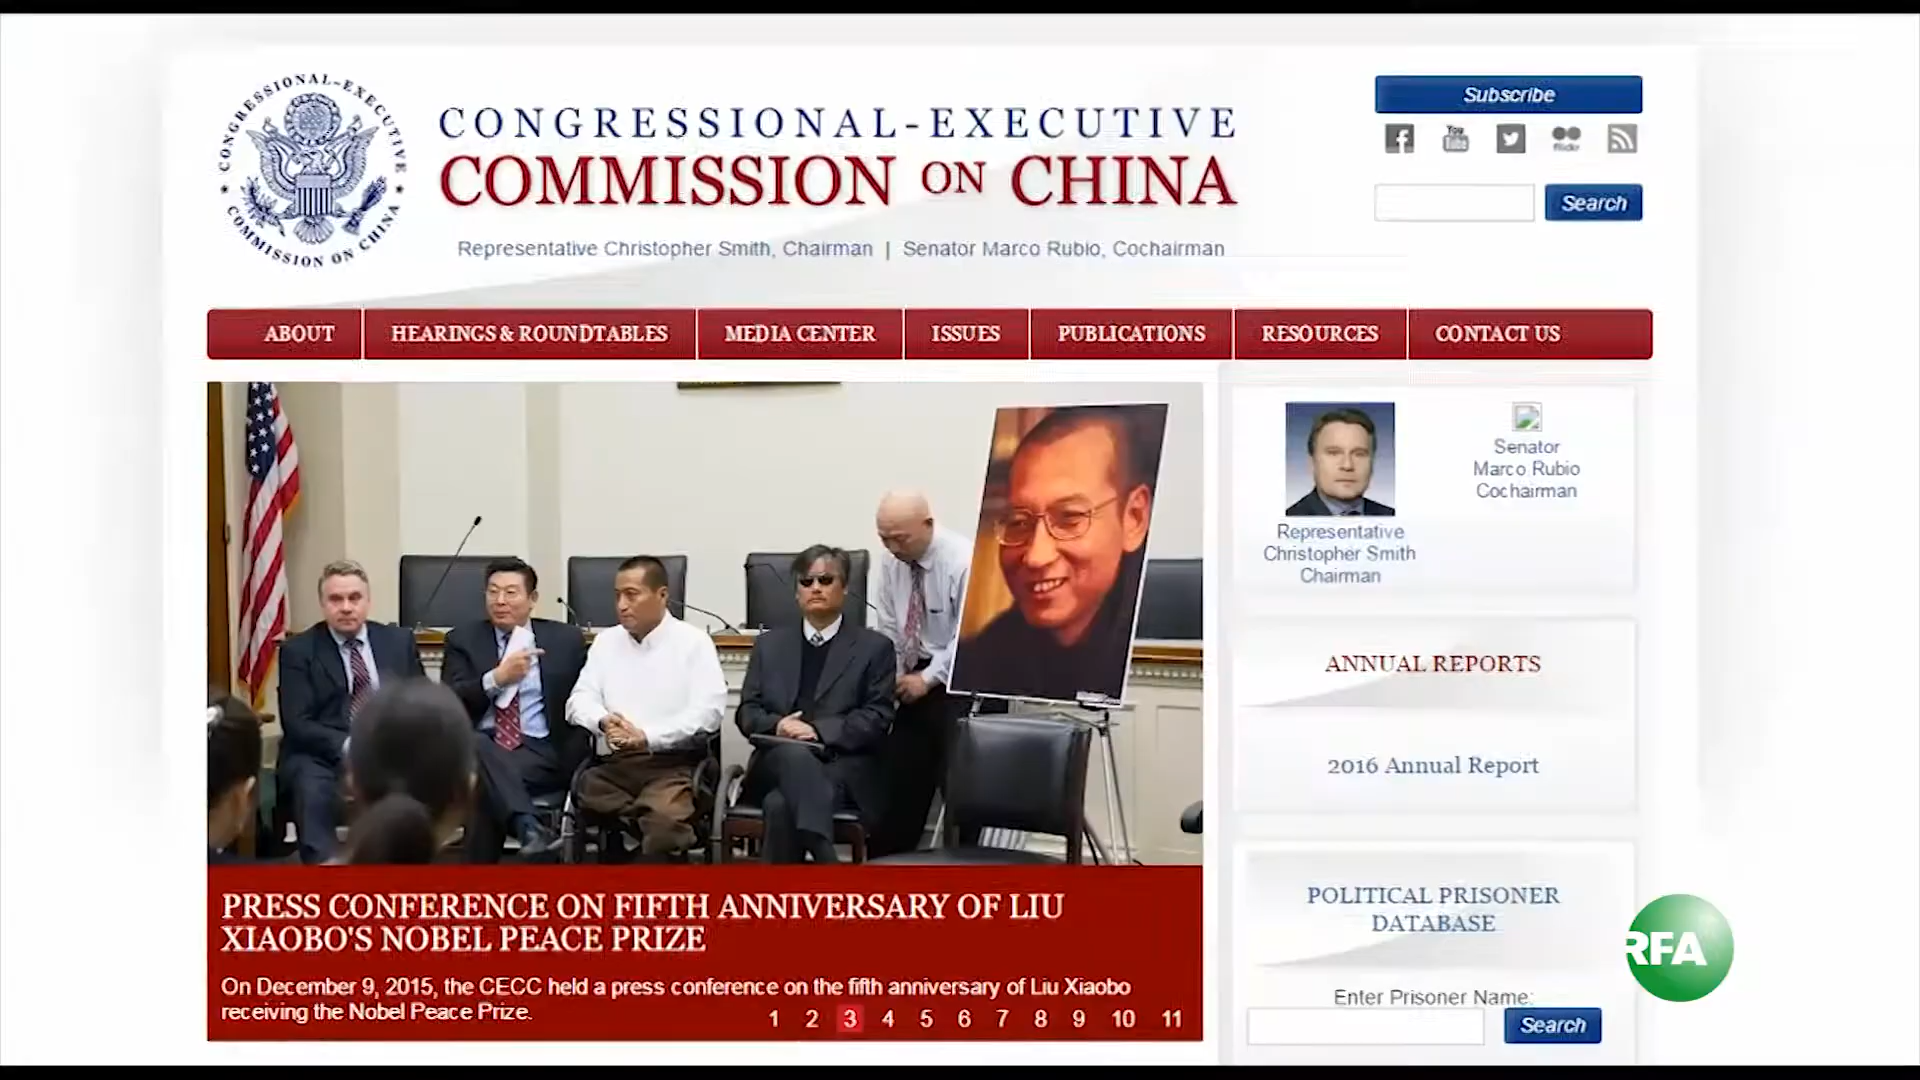 CONGRESSIONAL-EXECUTIVE
COMMISSION ON CHINA
CONGRESSIONAL-EXECUTIVE
COMMISSION ON CHINA
Representative Christopher Smith, Chairman | Senator Marco Rubio, Cochairman
Subscribe
You
Tube
flickr
Search
ABOUT HEARINGS & ROUNDTABLES MEDIA CENTER ISSUES PUBLICATIONS RESOURCES CONTACT US
PRESS CONFERENCE ON FIFTH ANNIVERSARY OF LIU
XIAOBO'S NOBEL PEACE PRIZE
On December 9, 2015, the CECC held a press conference on the fifth anniversary of Liu Xiaobo
receiving the Nobel Peace Prize.
1 2 3 4 5 6 7 8 9 10 11
Representative
Christopher Smith
Chairman
Senator
Marco Rubio
Cochairman
ANNUAL REPORTS
2016 Annual Report
POLITICAL PRISONER
DATABASE
Enter Prisoner Name:
Search
RFA